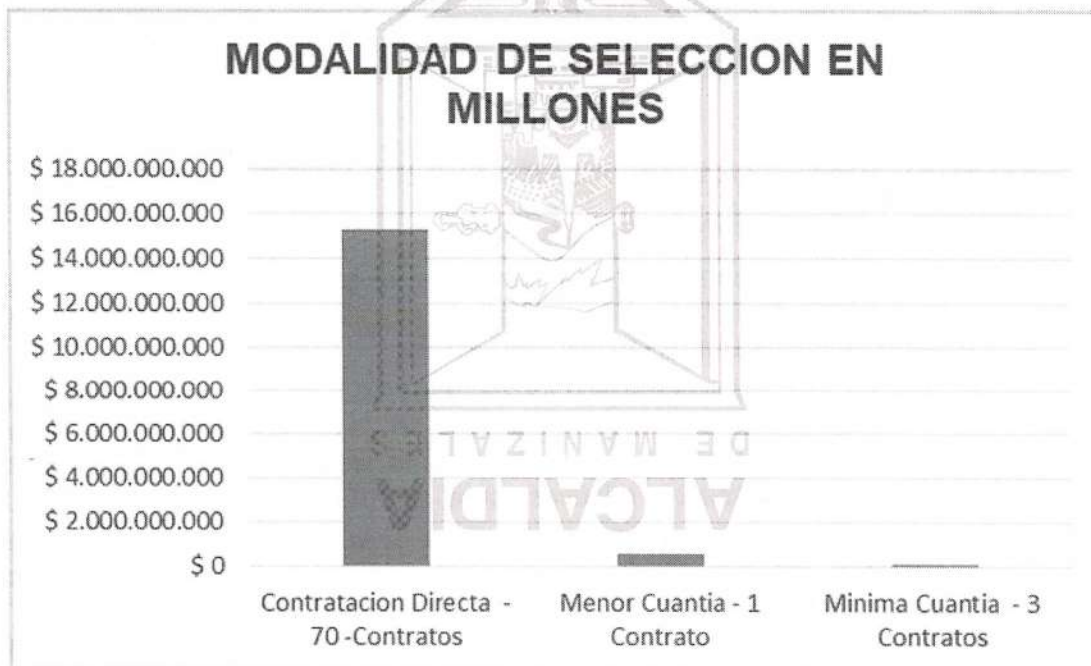 MODALIDAD DE SELECCION EN
MILLONES
$ 18.000.000.000
$ 16.000.000.000
$ 14.000.000.000
$ 12.000.000.000
$ 10.000.000.000
$ 8.000.000.000
$ 6.000.000.000
$ 4.000.000.000
$ 2.000.000.000
$ 0
Contratacion Directa -
70 -Contratos
Menor Cuantia - 1
Contrato
Minima Cuantia - 3
Contratos
ALCALDIA
DE MANIZALES